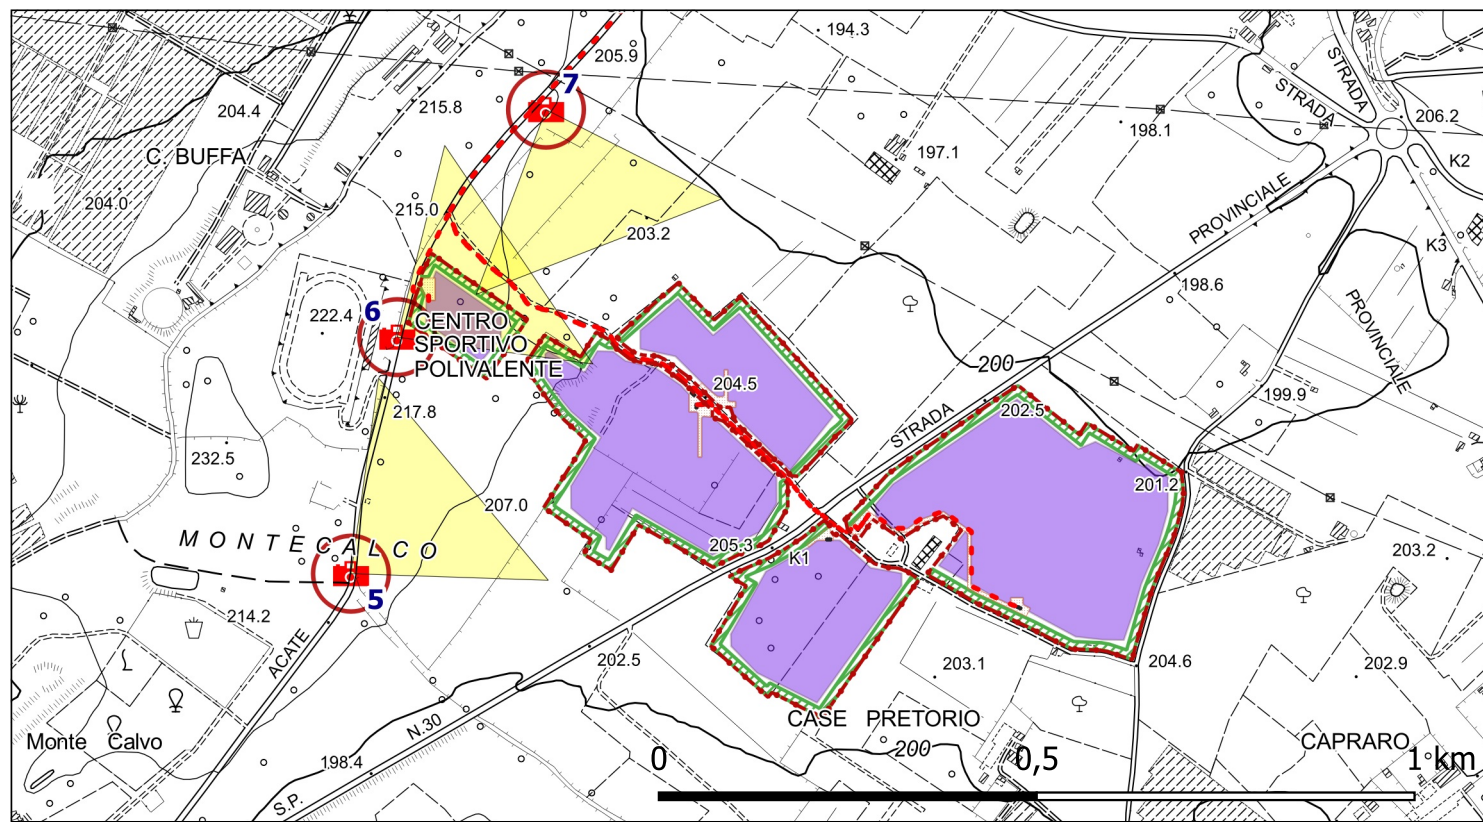 194.3
205.9
7
STRADA
STRADA
215.8
204.4
206.2
198.1
C. BUFFA
197.1
K2
204.0
215.0
203.2
PROVINCIALE
K3
198.6
6
222.4
CENTRO
SPORTIVO
POLIVALENTE
PROVINCIALE
200
204.5
199.9
217.8
STRADA
202.5
232.5
201.2
207.0
MONTECALCO
205.3
K1
203.2
5
214.2
ACATE
202.5
203.1
204.6
202.9
CASE PRETORIO
N.30
Monte Calvo
200
CAPRARO
198.4
0
0,5
1 km
S.P.